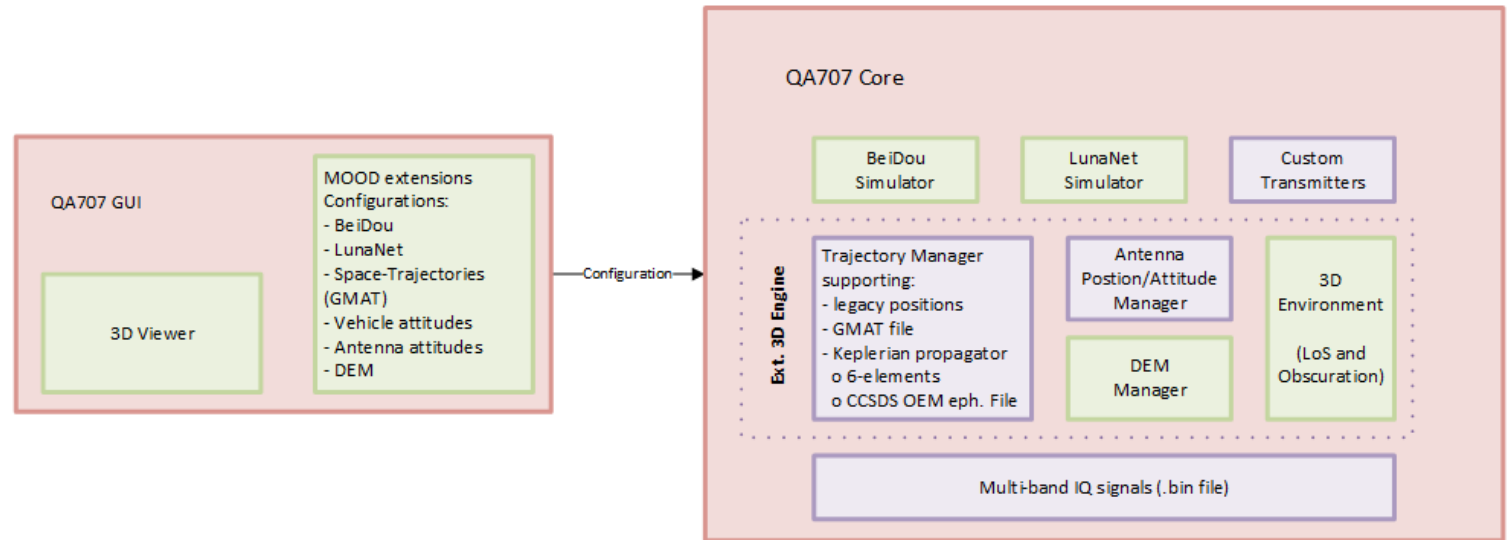 QA707 GUI
3D Viewer
MOOD extensions
Configurations:
- BeiDou
- LunaNet
- Space-Trajectories
(GMAT)
- Vehicle attitudes
- Antenna attitudes
- DEM
Configuration
QA707 Core
BeiDou
Simulator
LunaNet
Simulator
Custom
Transmitters
Ext. 3D Engine
Trajectory Manager
supporting:
- legacy positions
- GMAT file
- Keplerian propagator
o 6-elements
o CCSDS OEM eph. File
Antenna
Postion/Attitude
Manager
DEM
Manager
3D
Environment
(LoS and
Obscuration)
Multi-band IQ signals (.bin file)